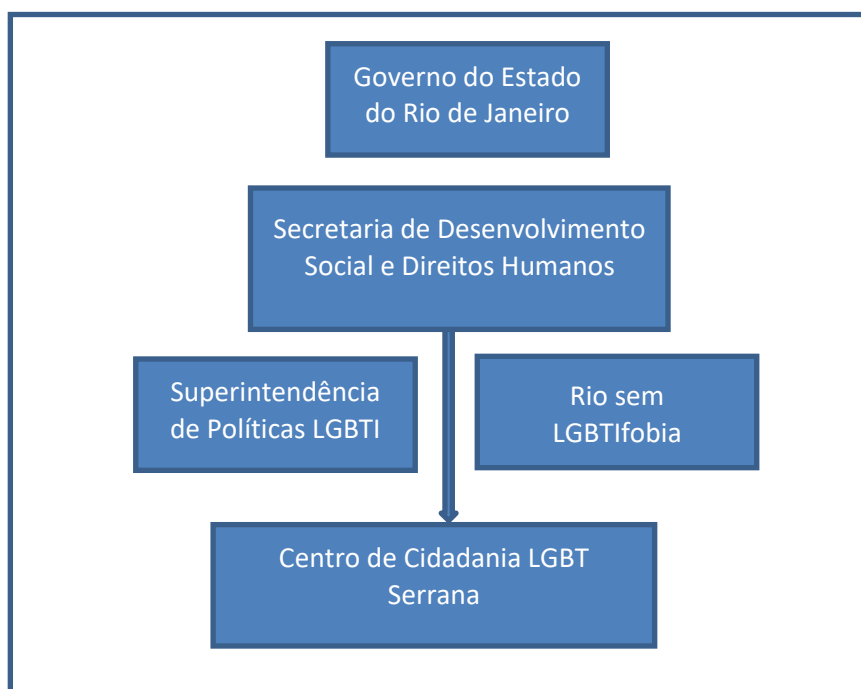 Governo do Estado
do Rio de Janeiro
Secretaria de Desenvolvimento
Social e Direitos Humanos
Superintendência
de Políticas LGBTI
Rio sem
LGBTIfobia
Centro de Cidadania LGBT
Serrana